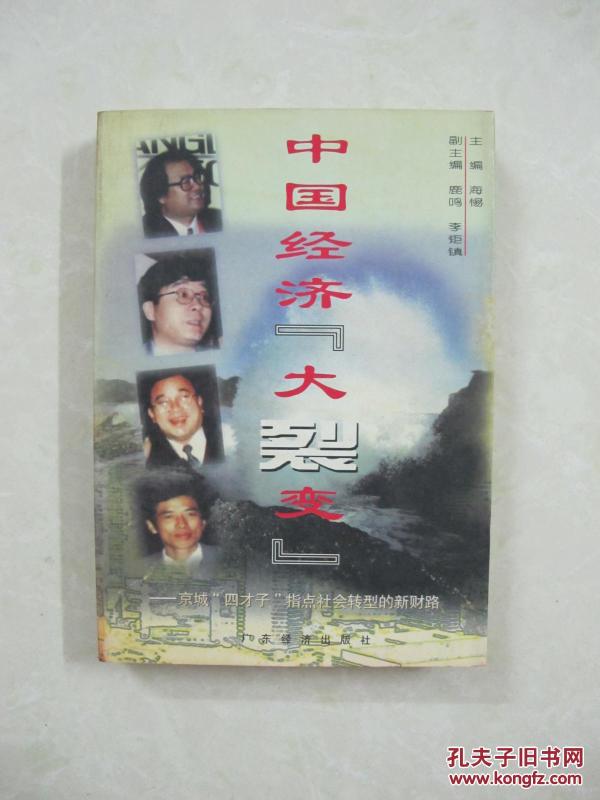 主编 海惕
副主编 鹿鸣 李钜镇
中国经济『大裂变』
——京城“四才子”指点社会转型的新财路
广东经济出版社
孔夫子旧书网
www.kongfz.com